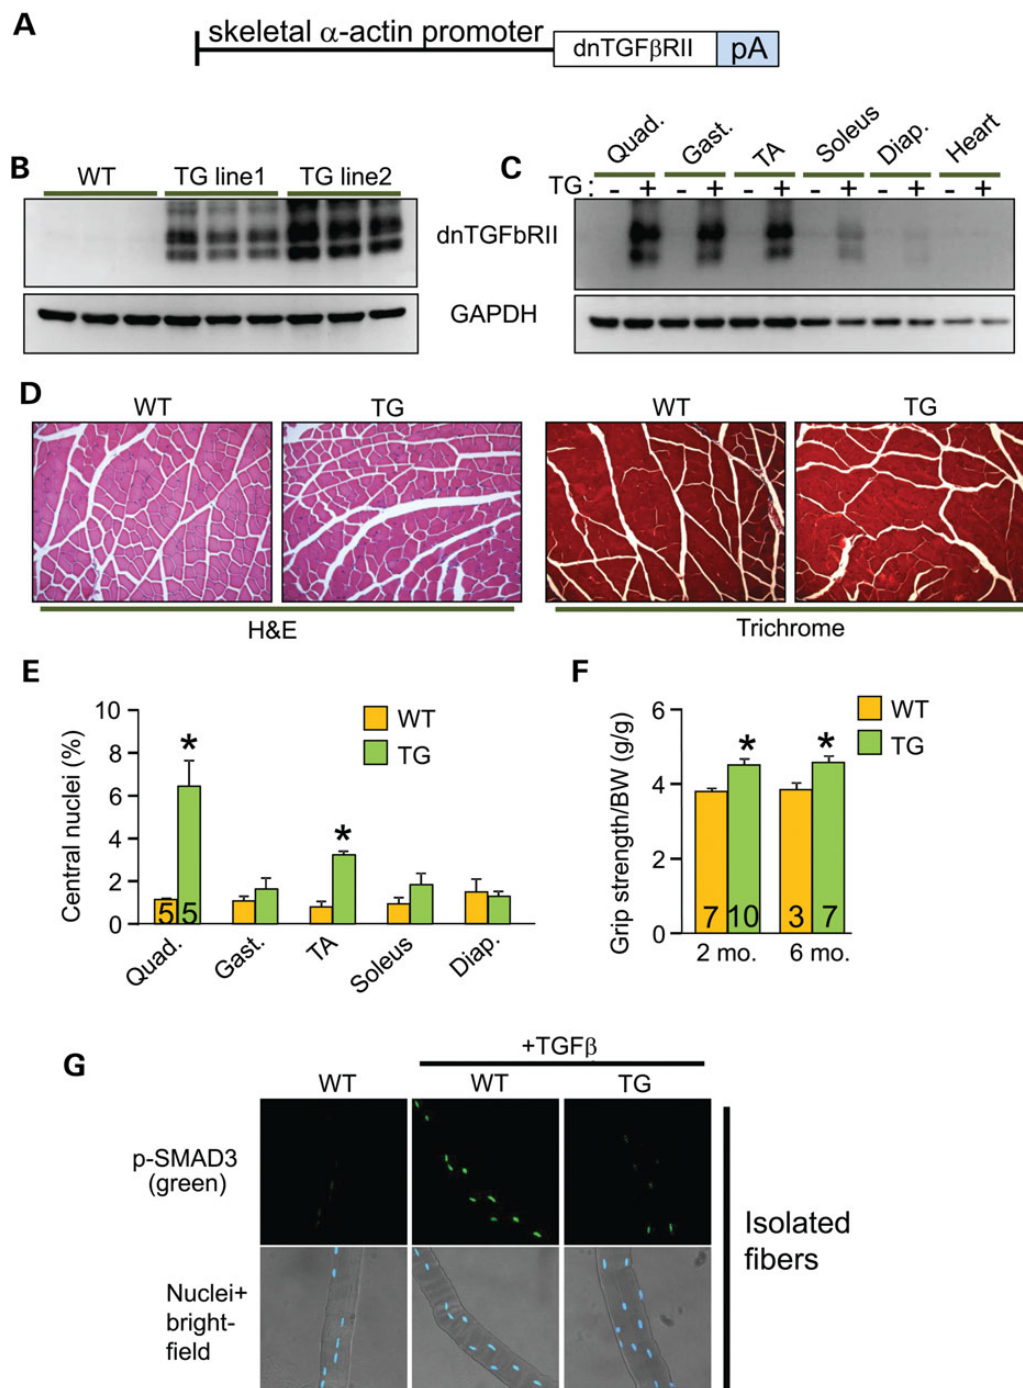 A
skeletal α-actin promoter
dnTGFβRII
pA
B
WT
TG line1
TG line2
C
Quad.
Gast.
TA
Soleus
Diap.
Heart
TG :
- + - + - + - + - + - +
dnTGFbRII
GAPDH
D
WT
TG
WT
TG
H&E
Trichrome
E
Central nuclei (%)
10
8
6
4
2
0
*
*
WT
TG
5
5
Quad.
Gast.
TA
Soleus
Diap.
F
Grip strength/BW (g/g)
6
4
2
0
*
*
WT
TG
7
10
3
7
2 mo.
6 mo.
G
+TGFβ
WT
WT
TG
p-SMAD3
(green)
Nuclei+
bright-
field
Isolated
fibers